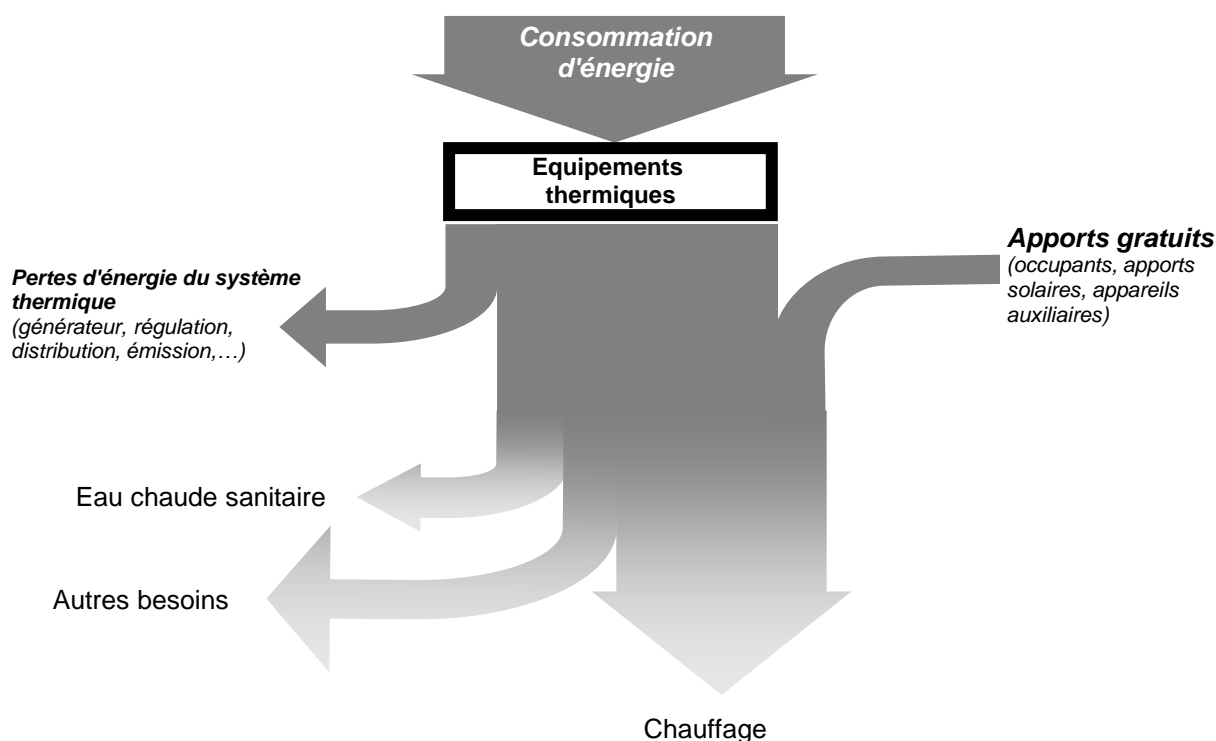 Consommation
d'énergie
Equipements
thermiques
Apports gratuits
(occupants, apports
solaires, appareils
auxiliaires)
Pertes d'énergie du système
thermique
(générateur, régulation,
distribution, émission,…)
Eau chaude sanitaire
Autres besoins
Chauffage